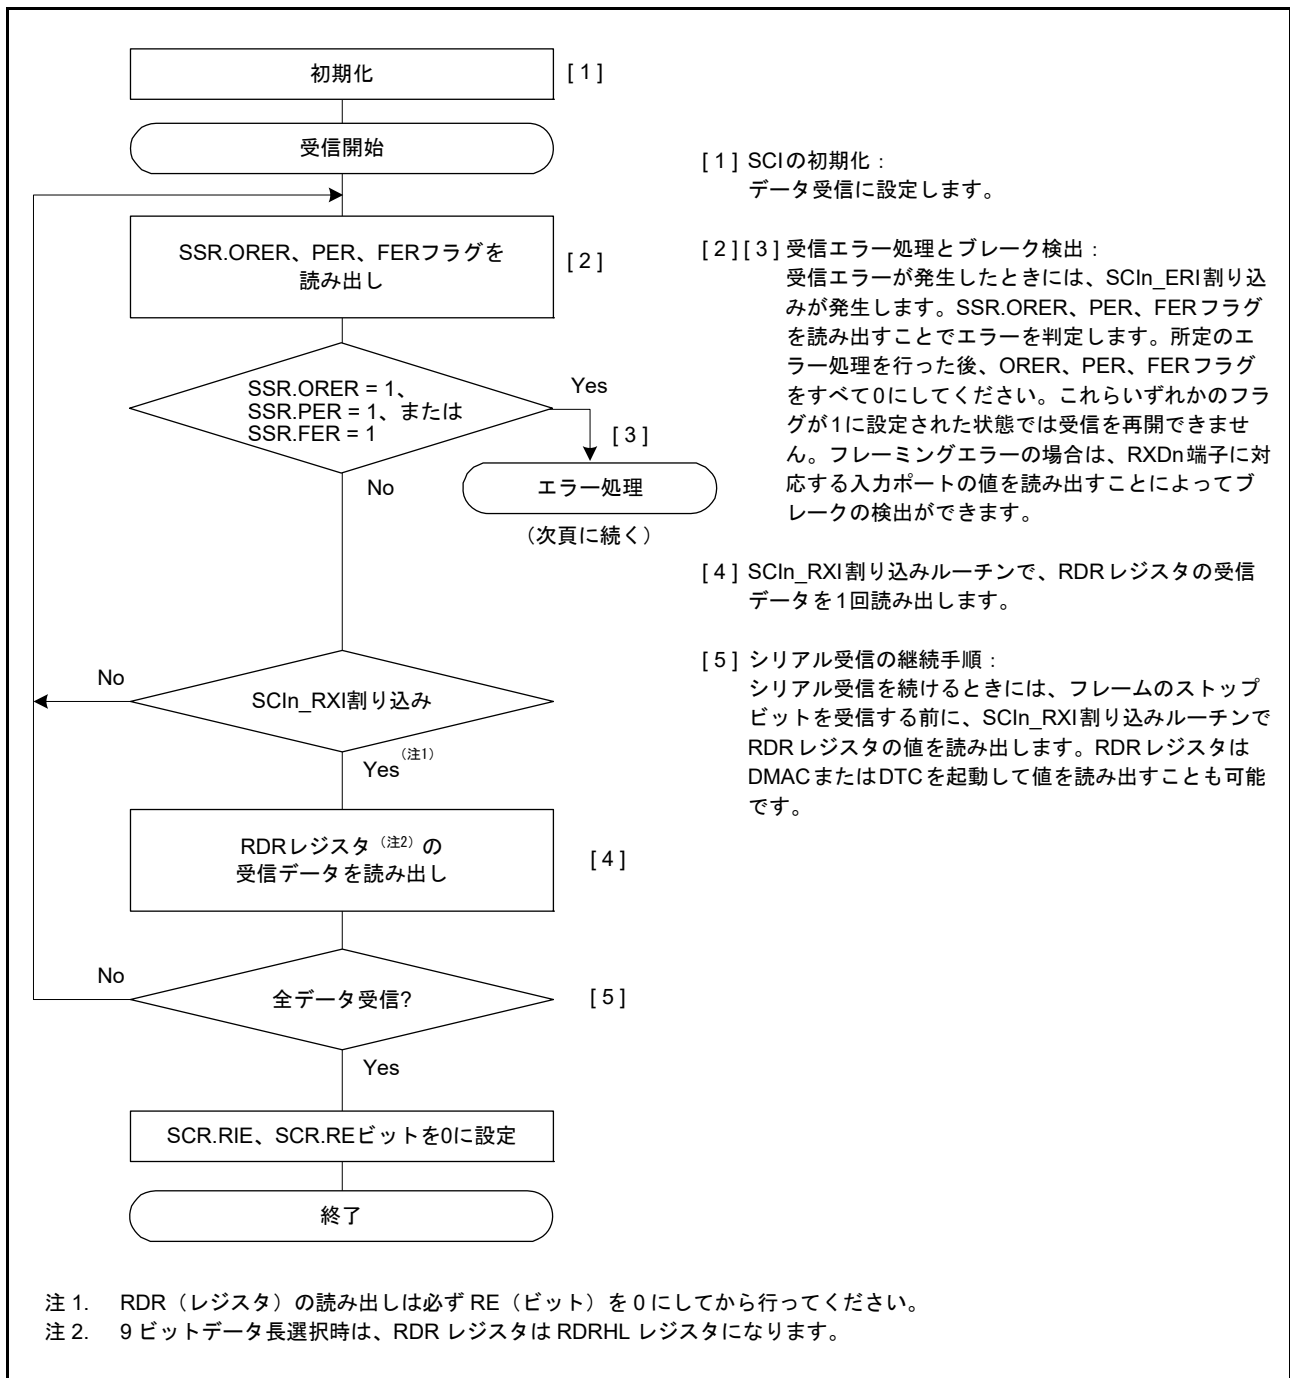 初期化
[ 1 ]
受信開始
SSR.ORER、PER、FERフラグを
読み出し
[ 2 ]
SSR.ORER = 1、
SSR.PER = 1、または
SSR.FER = 1
Yes
[ 3 ]
No
エラー処理
（次頁に続く）
No
SCIn_RXI割り込み
Yes（注1）
RDRレジスタ（注2）の
受信データを読み出し
[ 4 ]
No
全データ受信?
[ 5 ]
Yes
SCR.RIE、SCR.REビットを0に設定
終了
[ 1 ] SCIの初期化：
データ受信に設定します。
[ 2 ] [ 3 ] 受信エラー処理とブレーク検出：
受信エラーが発生したときには、SCIn_ERI割り込
みが発生します。SSR.ORER、PER、FERフラグ
を読み出すことでエラーを判定します。所定のエ
ラー処理を行った後、ORER、PER、FERフラグ
をすべて0にしてください。これらいずれかのフラ
グが1に設定された状態では受信を再開できませ
ん。フレーミングエラーの場合は、RXDn端子に対
応する入力ポートの値を読み出すことによってブ
レークの検出ができます。
[ 4 ] SCIn_RXI割り込みルーチンで、RDRレジスタの受信
データを1回読み出します。
[ 5 ] シリアル受信の継続手順：
シリアル受信を続けるときには、フレームのストップ
ビットを受信する前に、SCIn_RXI割り込みルーチンで
RDRレジスタの値を読み出します。RDRレジスタは
DMACまたはDTCを起動して値を読み出すことも可能
です。
注 1. RDR（レジスタ）の読み出しは必ず RE（ビット）を 0 にしてから行ってください。
注 2. 9 ビットデータ長選択時は、RDR レジスタは RDRHL レジスタになります。